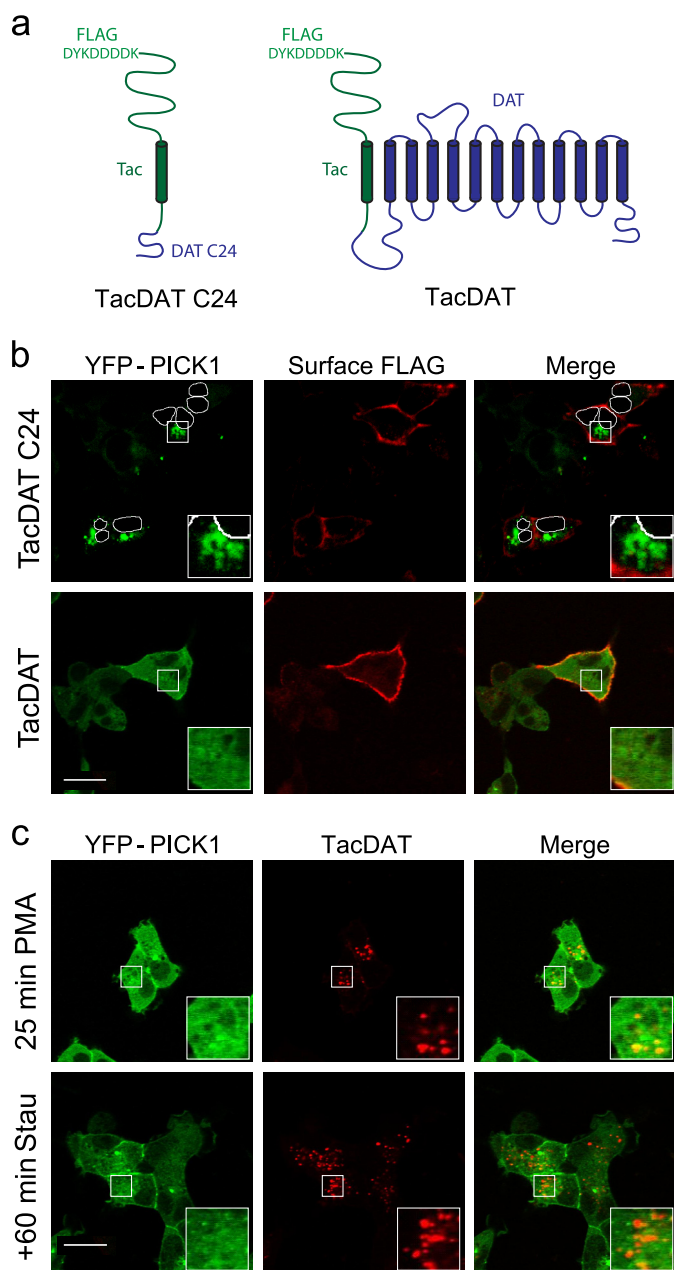 a
FLAG
DYKDDDDK
Tac
DAT C24
TacDAT C24
FLAG
DYKDDDDK
DAT
Tac
TacDAT
b
YFP - PICK1
Surface FLAG
Merge
TacDAT C24
TacDAT
c
YFP - PICK1
TacDAT
Merge
25 min PMA
+60 min Stau